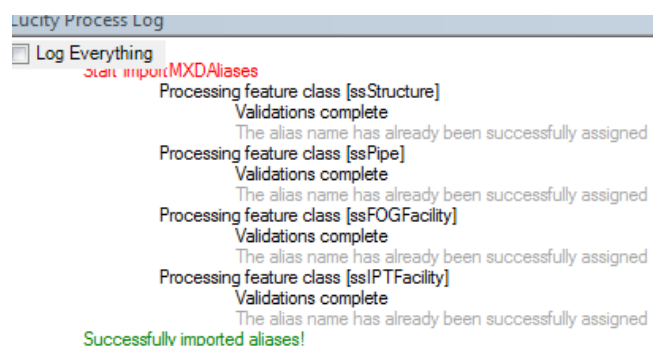 Lucity Process Log
Log Everything
Start ImportMXDAliases
Processing feature class [ssStructure]
Validations complete
The alias name has already been successfully assigned
Processing feature class [ssPipe]
Validations complete
The alias name has already been successfully assigned
Processing feature class [ssFOGFacility]
Validations complete
The alias name has already been successfully assigned
Processing feature class [ssIPTFacility]
Validations complete
The alias name has already been successfully assigned
Successfully imported aliases!